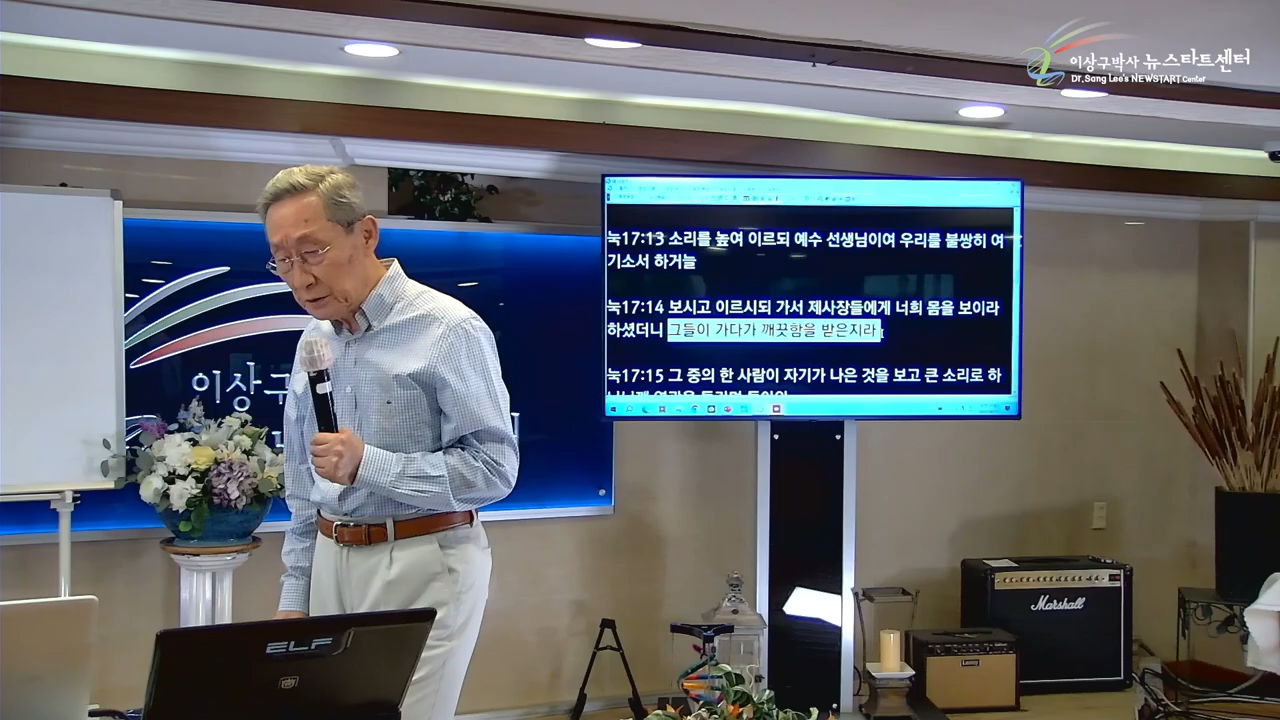 이상구박사 뉴스타트센터
Dr. Sang Lee's NEWSTART Center
눅17:13 소리를 높여 이르되 예수 선생님이여 우리를 불쌍히 여
기소서 하거늘
눅17:14 보시고 이르시되 가서 제사장들에게 너희 몸을 보이라
하셨더니 그들이 가다가 깨끗함을 받은지라
눅17:15 그 중의 한 사람이 자기가 나은 것을 보고 큰 소리로 하
이상구
Marshall
Laney
ELF